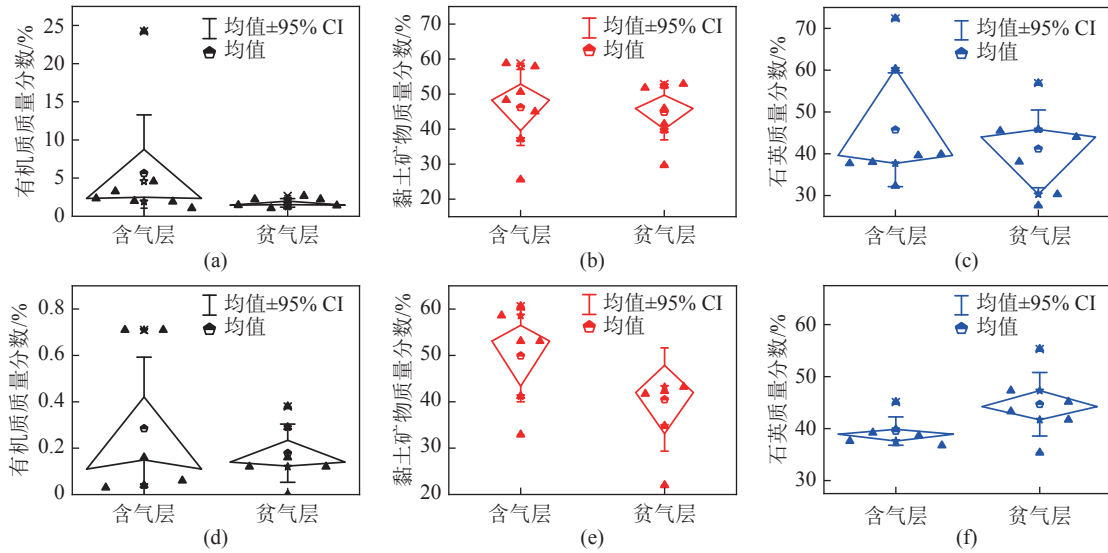 有机质质量分数/%
25
20
15
10
5
0
均值±95% CI
均值
含气层
贫气层
(a)
黏土矿物质量分数/%
60
50
40
30
20
均值±95% CI
均值
含气层
贫气层
(b)
石英质量分数/%
70
60
50
40
30
均值±95% CI
均值
含气层
贫气层
(c)
有机质质量分数/%
0.8
0.6
0.4
0.2
0
均值±95% CI
均值
含气层
贫气层
(d)
黏土矿物质量分数/%
60
50
40
30
20
均值±95% CI
均值
含气层
贫气层
(e)
石英质量分数/%
60
50
40
30
均值±95% CI
均值
含气层
贫气层
(f)